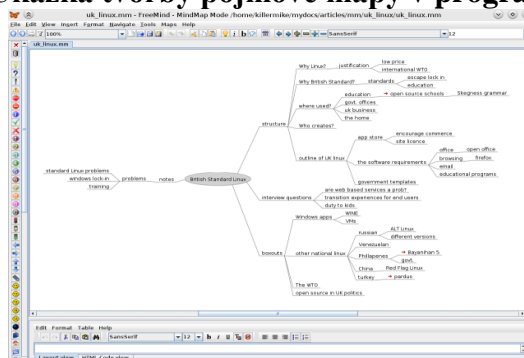 Ukázka tvorby pojmové mapy v progra
uk_linux.mm - FreeMind - MindMap Mode /home/killermike/mydocs/articles/mm/uk_linux/uk_linux.mm
File Edit View Insert Format Navigate Tools Maps Help
100%
SansSerif
12
uk_linux.mm
British Standard Linux
notes
problems
standard Linux problems
windows lock-in
training
structure
Why Linux?
justification
low price
international WTO
Why British Standard?
standards
escape lock in
education
where used?
education
open source schools
Skegness grammar
govt. offices
uk business
the home
Who creates?
outline of UK linux
app store
encourage commerce
site licence
the software requirements
office
open office
browsing
firefox
email
educational programs
government templates
interview questions
are web based services a prob?
transition experiences for end users
duty to kids
boxouts
Windows apps
WINE
VMs
other national linux
russian
ALT Linux
different versions
Venezuelan
Philapenes
Bayanihan 5
govt.
China
Red Flag Linux
turkey
pardus
The WTO
open source in UK politics
Edit Format Table Help
SansSerif
12
b i u
Layout view
HTML Code view